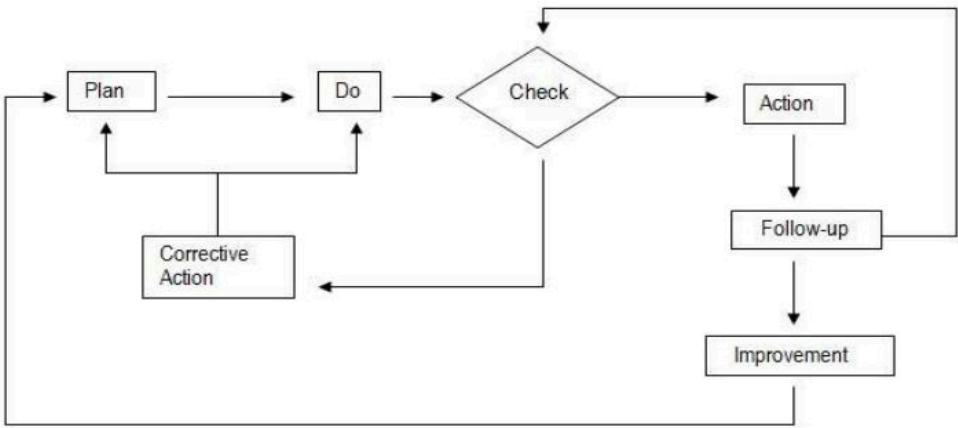 Plan
Do
Check
Action
Follow-up
Corrective
Action
Improvement